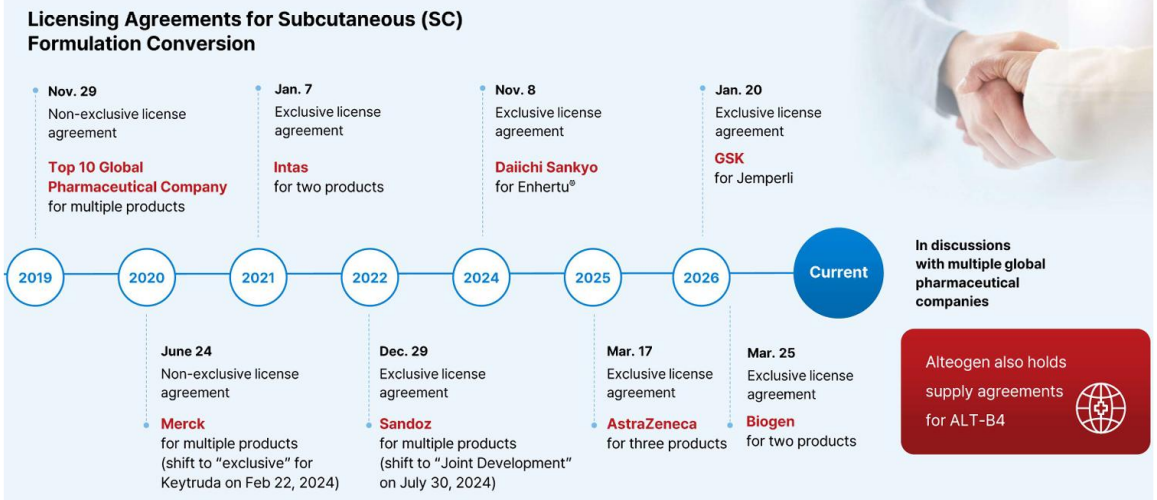 Licensing Agreements for Subcutaneous (SC)
Formulation Conversion
Nov. 29
Non-exclusive license
agreement
Top 10 Global
Pharmaceutical Company
for multiple products
Jan. 7
Exclusive license
agreement
Intas
for two products
Nov. 8
Exclusive license
agreement
Daiichi Sankyo
for Enhertu®
Jan. 20
Exclusive license
agreement
GSK
for Jemperli
2019
2020
2021
2022
2024
2025
2026
Current
In discussions
with multiple global
pharmaceutical
companies
June 24
Non-exclusive license
agreement
Merck
for multiple products
(shift to “exclusive” for
Keytruda on Feb 22, 2024)
Dec. 29
Exclusive license
agreement
Sandoz
for multiple products
(shift to “Joint Development”
on July 30, 2024)
Mar. 17
Exclusive license
agreement
AstraZeneca
for three products
Mar. 25
Exclusive license
agreement
Biogen
for two products
Alteogen also holds
supply agreements
for ALT-B4